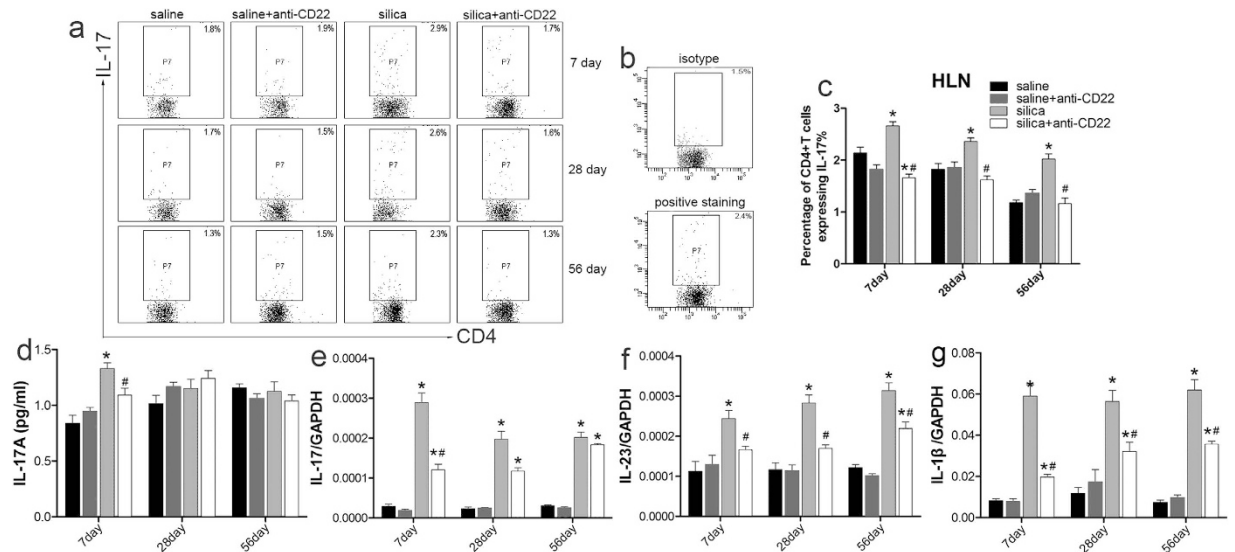 a
saline
saline+anti-CD22
silica
silica+anti-CD22
IL-17
1.8%
1.9%
2.9%
1.7%
P7
P7
P7
P7
7 day
1.7%
1.5%
2.6%
1.6%
P7
P7
P7
P7
28 day
1.3%
1.5%
2.3%
1.3%
P7
P7
P7
P7
56 day
CD4
b
isotype
1.5%
positive staining
2.4%
P7
c
HLN
saline
saline+anti-CD22
silica
silica+anti-CD22
Percentage of CD4+T cells
expressing IL-17%
3
2
1
0
*
*#
*
#
*
#
7day
28day
56day
d
IL-17A (pg/ml)
1.5
1.0
0.5
0.0
*
#
7day
28day
56day
e
IL-17/GAPDH
0.0004
0.0003
0.0002
0.0001
0.0000
*
*#
*
*
*
*
7day
28day
56day
f
IL-23/GAPDH
0.0004
0.0003
0.0002
0.0001
0.0000
*
#
*
#
*
*#
7day
28day
56day
g
IL-1β/GAPDH
0.08
0.06
0.04
0.02
0.00
*
*#
*
*#
*
*#
7day
28day
56day